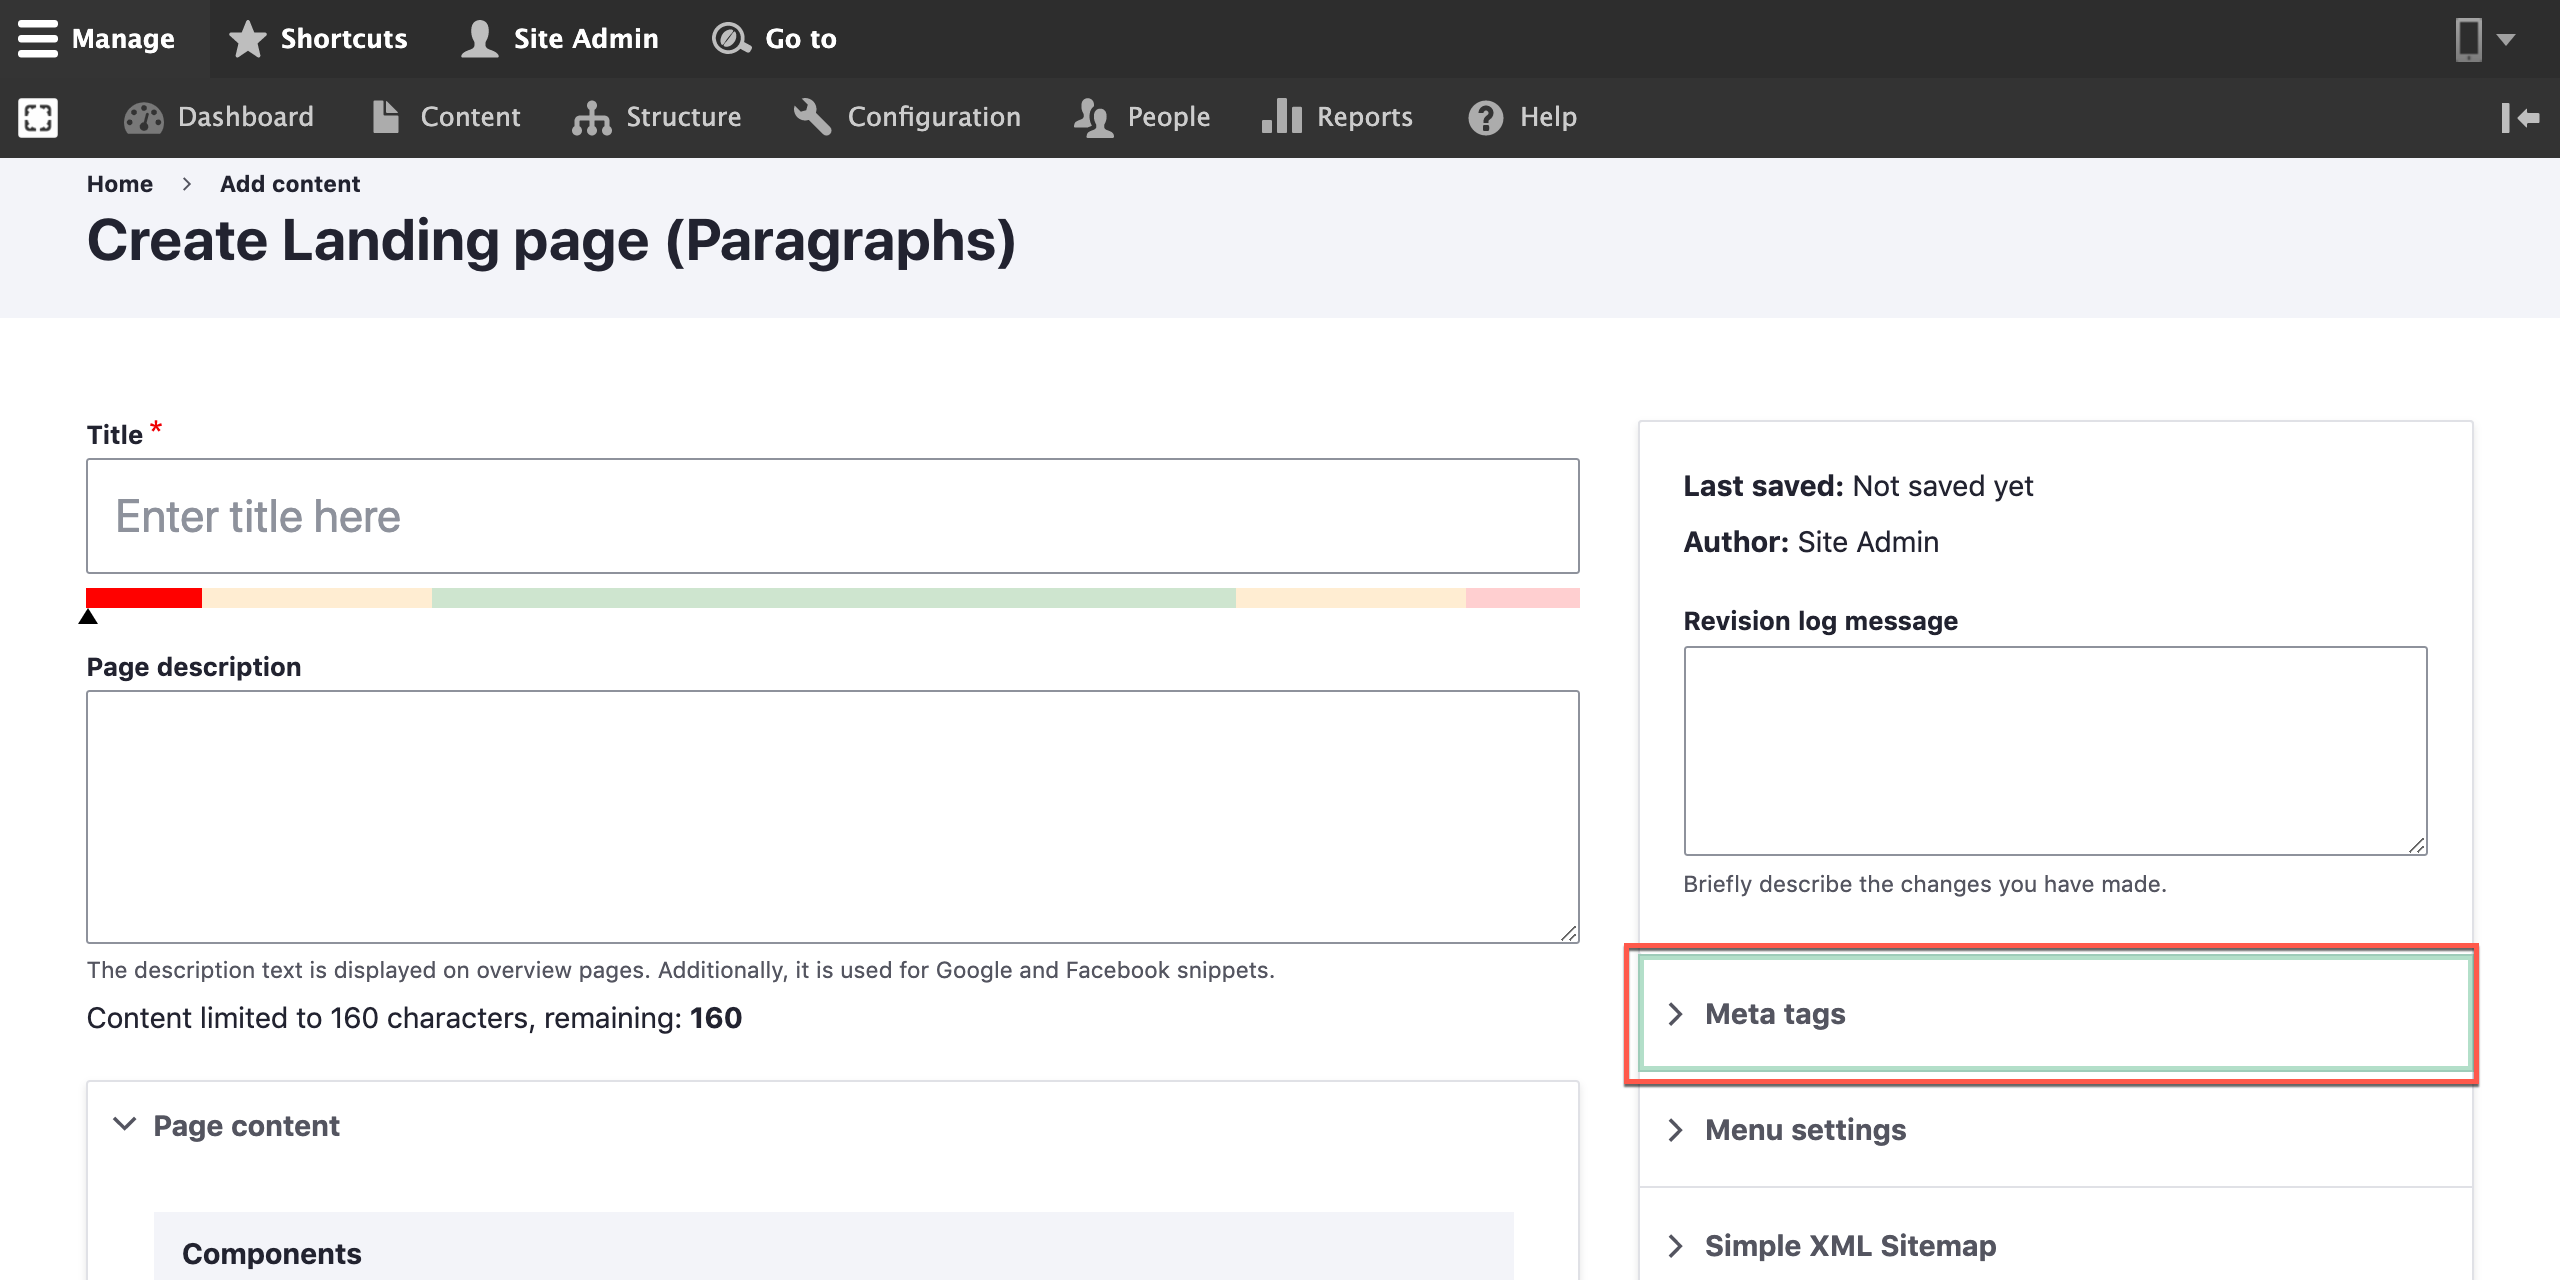 Manage Shortcuts Site Admin Go to
Dashboard Content Structure Configuration People Reports Help
Home Add content
Create Landing page (Paragraphs)
Title *
Enter title here
Page description
The description text is displayed on overview pages. Additionally, it is used for Google and Facebook snippets.
Content limited to 160 characters, remaining: 160
Page content
Components
Last saved: Not saved yet
Author: Site Admin
Revision log message
Briefly describe the changes you have made.
Meta tags
Menu settings
Simple XML Sitemap